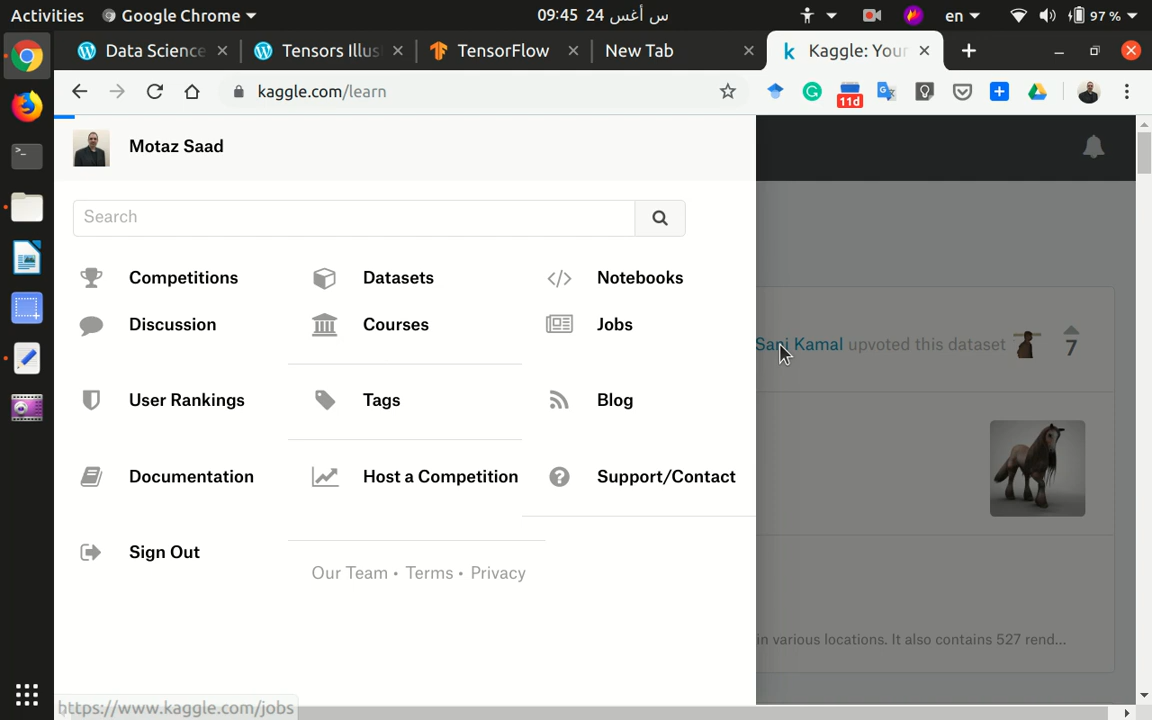 Activities Google Chrome 09:45 24 س أغس en 97 %
Data Science Tensors Illus TensorFlow New Tab Kaggle: Your
kaggle.com/learn 11d
Motaz Saad
Search
Competitions Datasets Notebooks
Discussion Courses Jobs
Sani Kamal upvoted this dataset 7
User Rankings Tags Blog
Documentation Host a Competition Support/Contact
Sign Out
Our Team • Terms • Privacy
in various locations. It also contains 527 rend...
https://www.kaggle.com/jobs